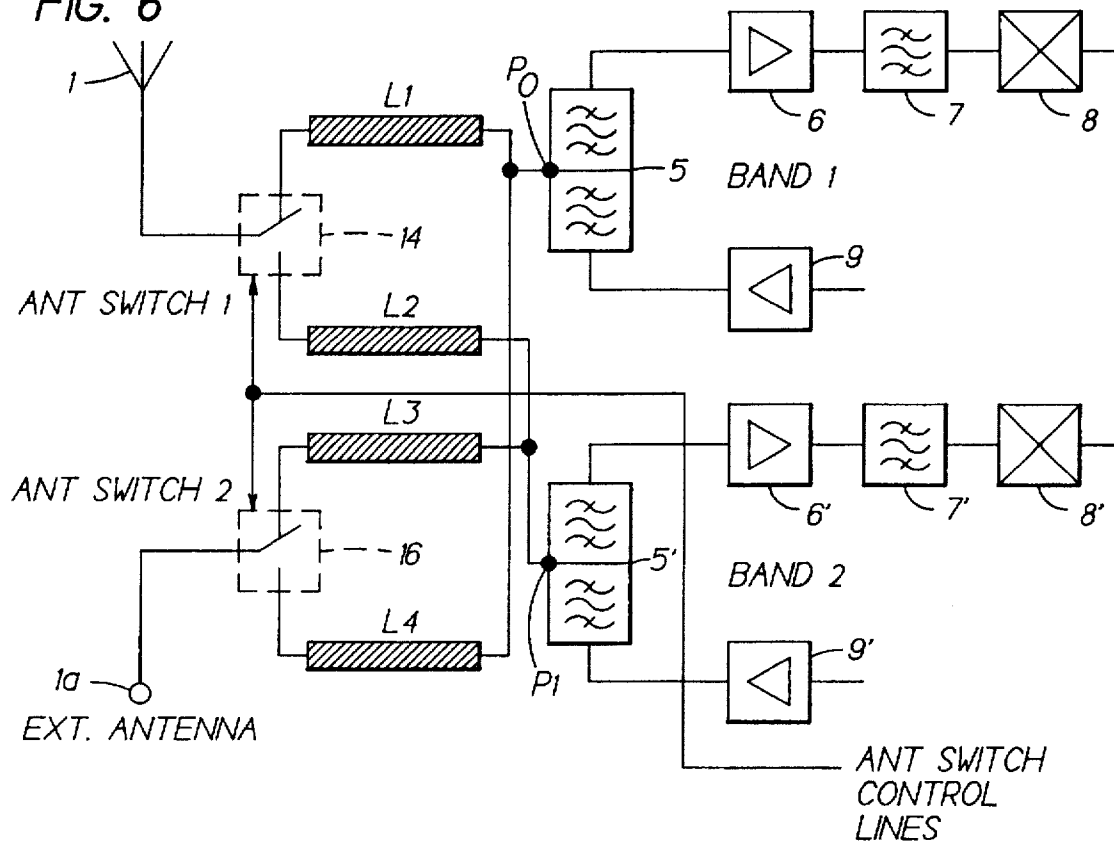 FIG. 6
1
L1
P0
5
6
7
8
BAND 1
14
9
ANT SWITCH 1
L2
L3
ANT SWITCH 2
6'
7'
8'
16
5'
BAND 2
L4
P1
9'
1a
EXT. ANTENNA
ANT SWITCH
CONTROL
LINES